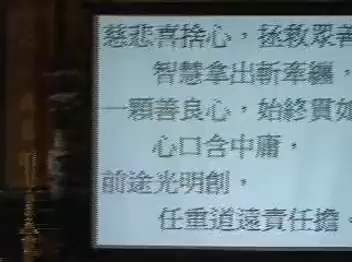 慈悲喜捨心，拯救眾善
智慧拿出斬牽纏，
一顆善良心，始終貫如
心口合中庸，
前途光明創，
任重道遠責任擔。